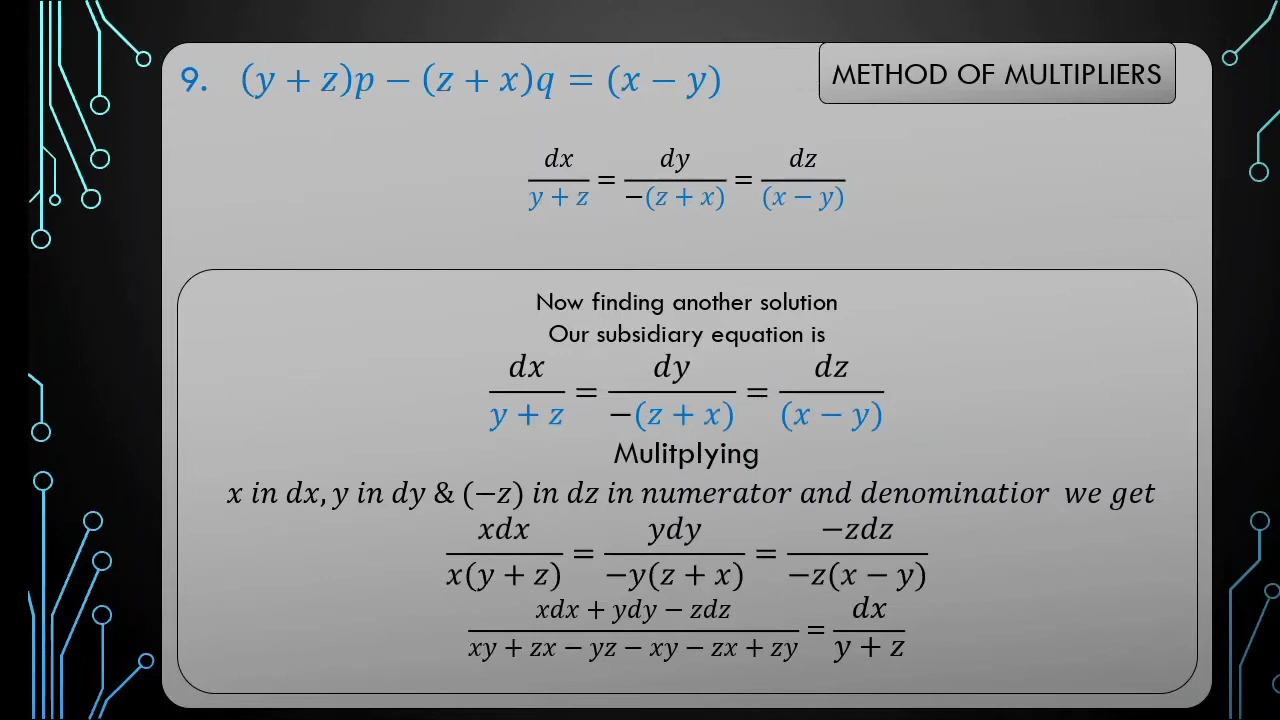 9. (y + z)p − (z + x)q = (x − y)
METHOD OF MULTIPLIERS
dx/(y + z) = dy/−(z + x) = dz/(x − y)
Now finding another solution
Our subsidiary equation is
dx/(y + z) = dy/−(z + x) = dz/(x − y)
Mulitplying
x in dx, y in dy & (−z) in dz in numerator and denominatior we get
xdx/x(y + z) = ydy/−y(z + x) = −zdz/−z(x − y)
(xdx + ydy − zdz)/(xy + zx − yz − xy − zx + zy) = dx/(y + z)